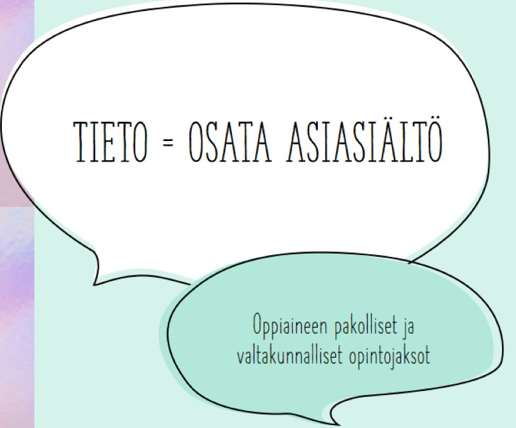 TIETO = OSATA ASIASIÄLTÖ
Oppiaineen pakolliset ja
valtakunnalliset opintojaksot